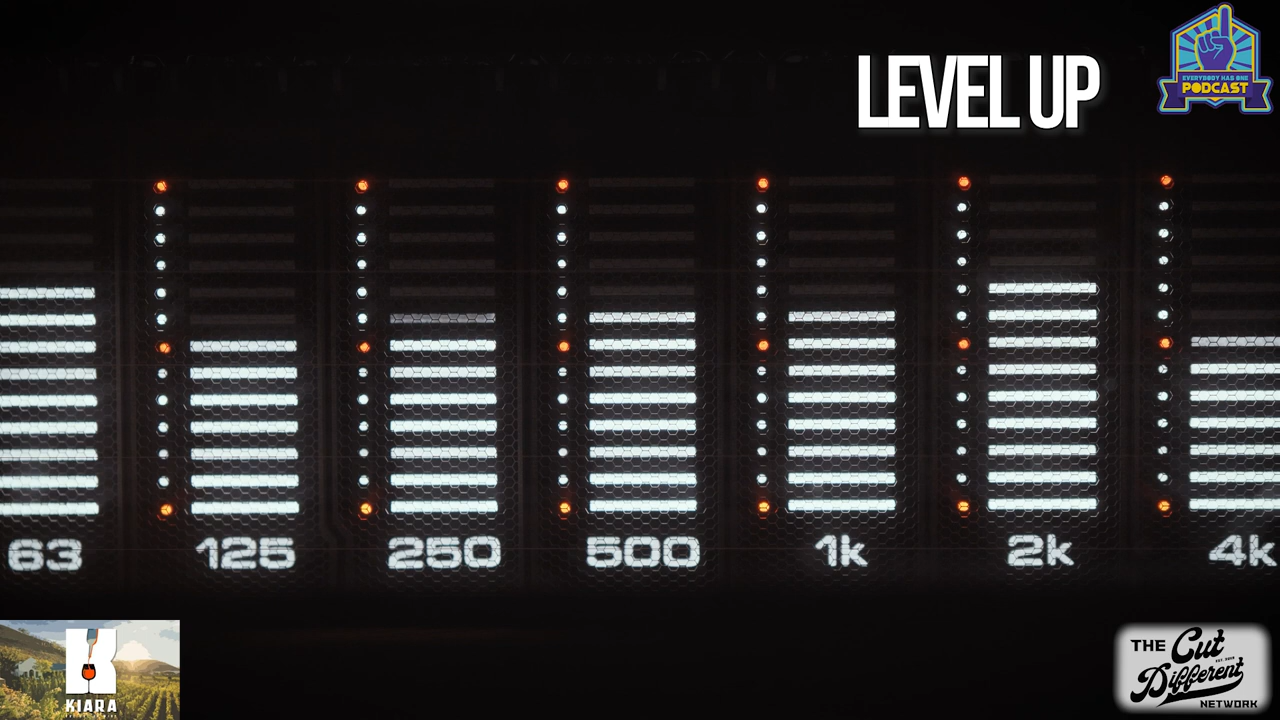 LEVEL UP
EVERYBODY HAS ONE
PODCAST
63 125 250 500 1k 2k 4k
KIARA
THE Cut
EST. 2019
Different
NETWORK